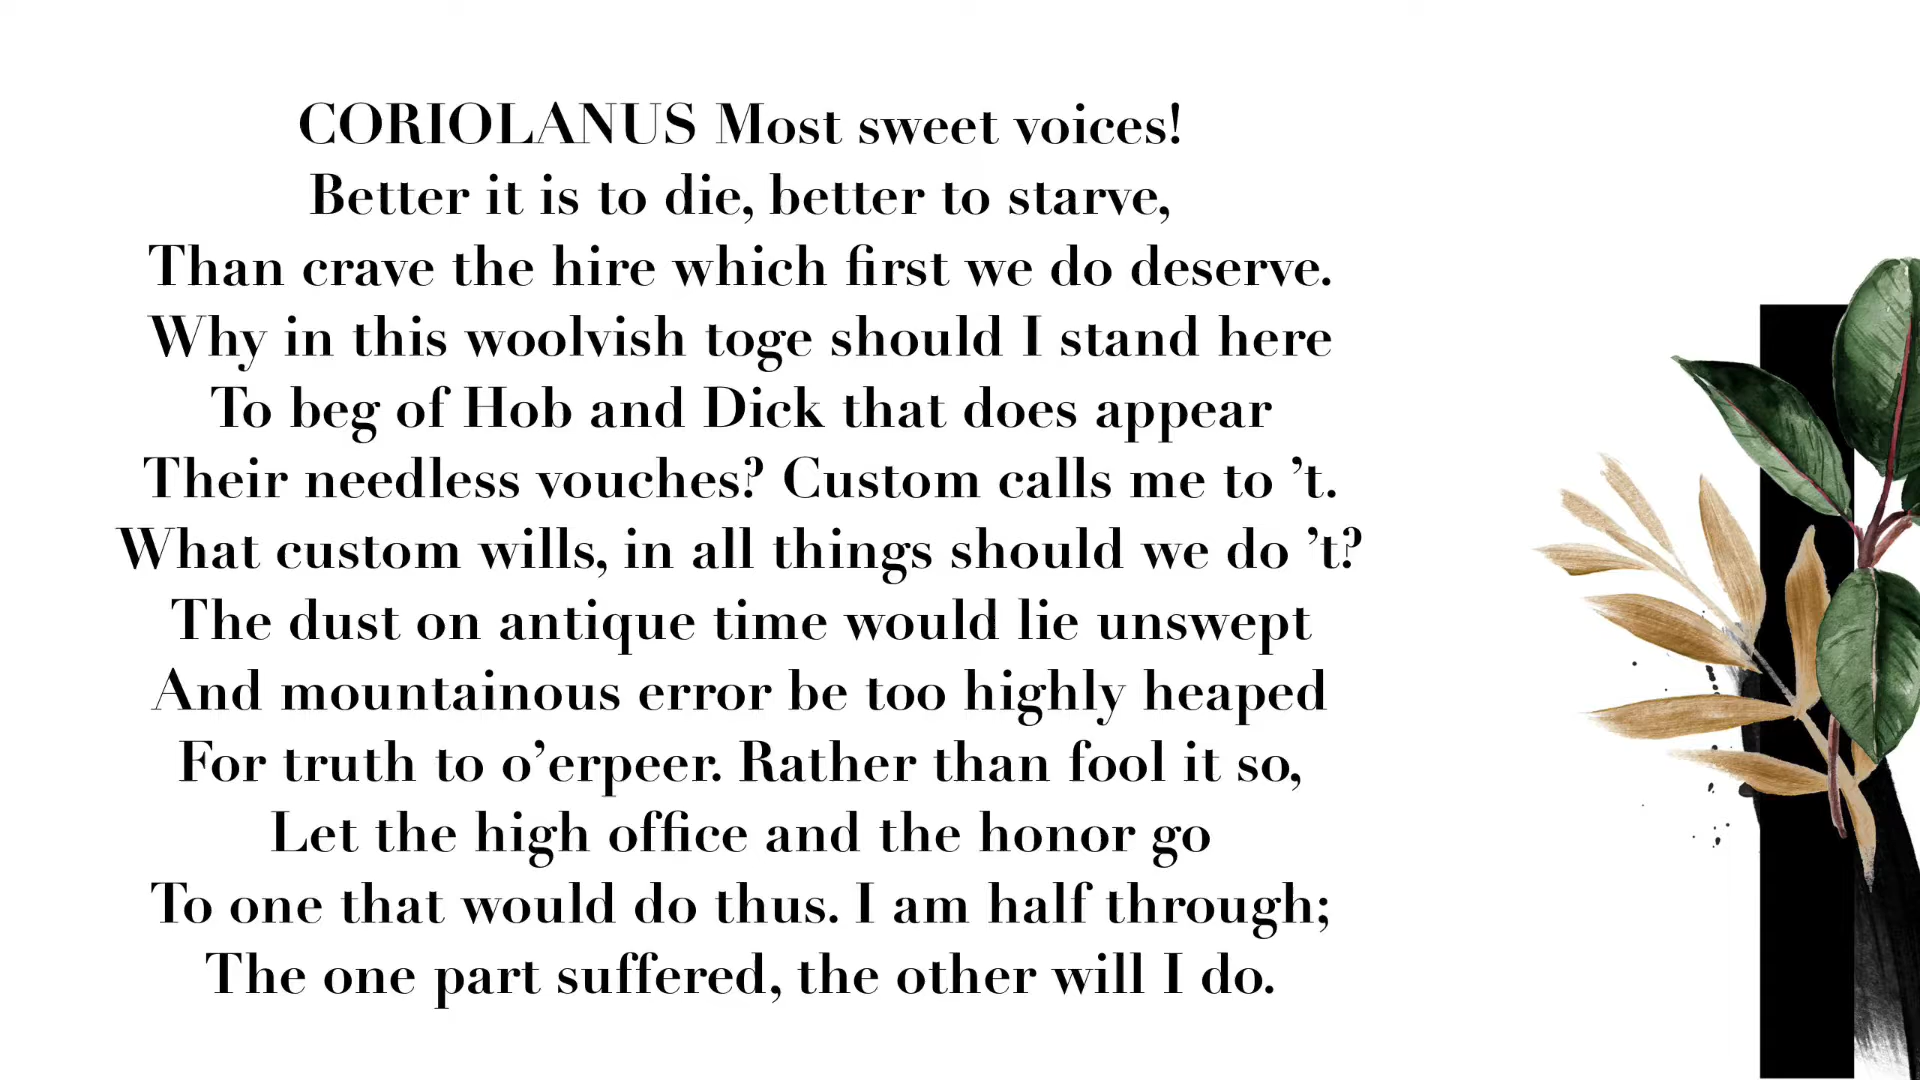 CORIOLANUS Most sweet voices!
Better it is to die, better to starve,
Than crave the hire which first we do deserve.
Why in this woolvish toge should I stand here
To beg of Hob and Dick that does appear
Their needless vouches? Custom calls me to ’t.
What custom wills, in all things should we do ’t?
The dust on antique time would lie unswept
And mountainous error be too highly heaped
For truth to o’erpeer. Rather than fool it so,
Let the high office and the honor go
To one that would do thus. I am half through;
The one part suffered, the other will I do.